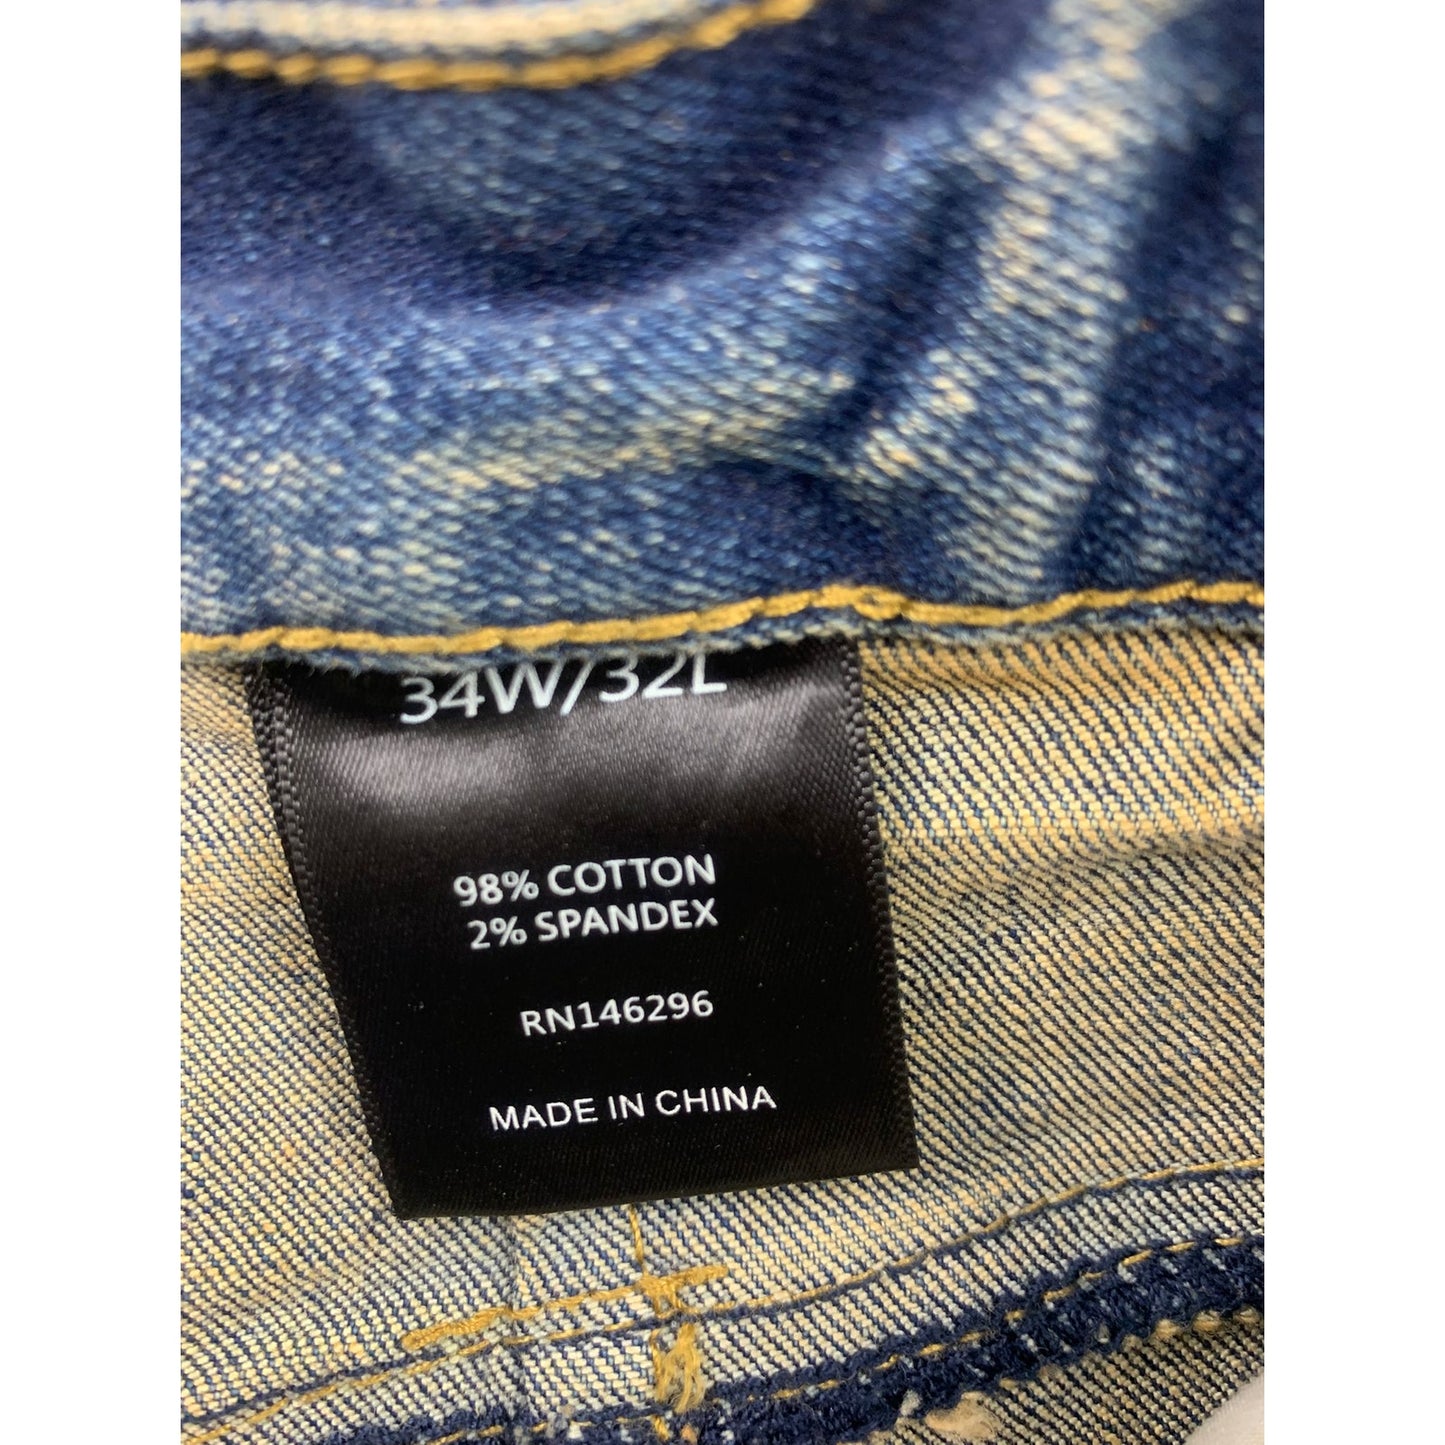 34W/32L
98% COTTON
2% SPANDEX
RN146296
MADE IN CHINA